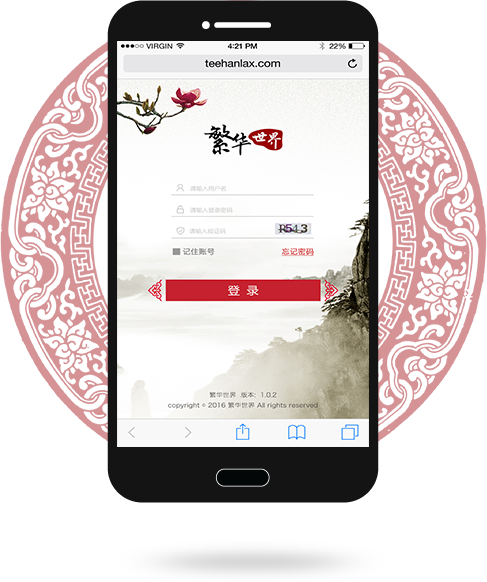 VIRGIN 4:21 PM 22%
teehanlax.com
繁华世界
请输入用户名
请输入登录密码
请输入验证码 R543
记住账号 忘记密码
登 录
繁华世界 版本: 1.0.2
copyright © 2016 繁华世界 All rights reserved